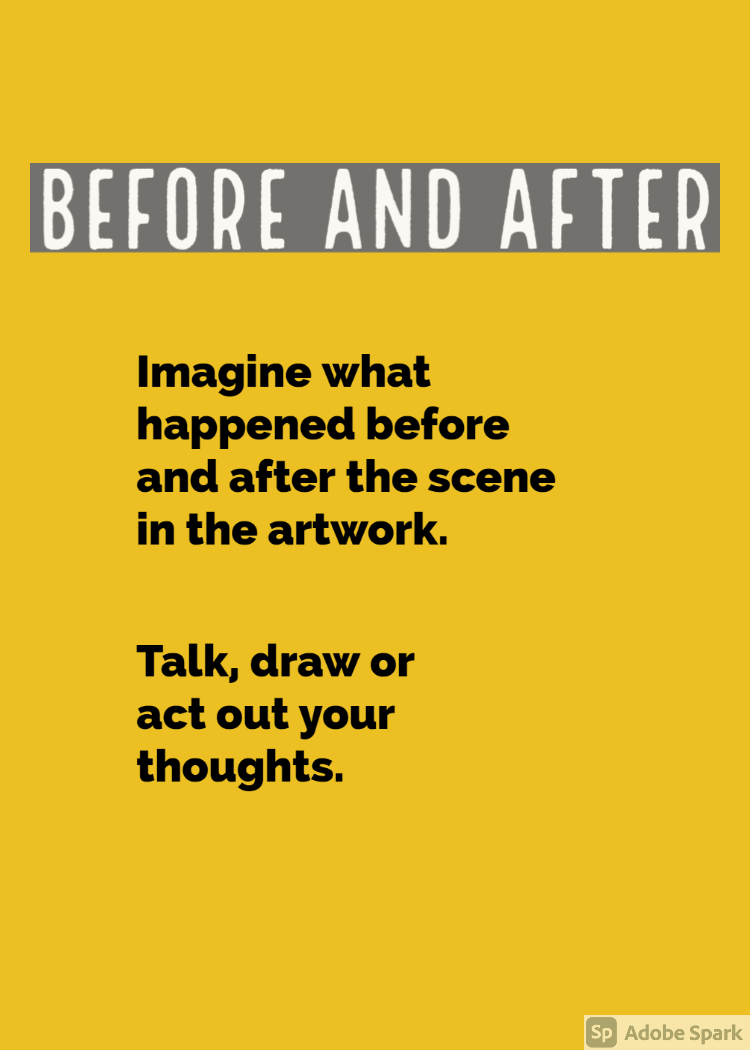 BEFORE AND AFTER
Imagine what
happened before
and after the scene
in the artwork.
Talk, draw or
act out your
thoughts.
Sp Adobe Spark